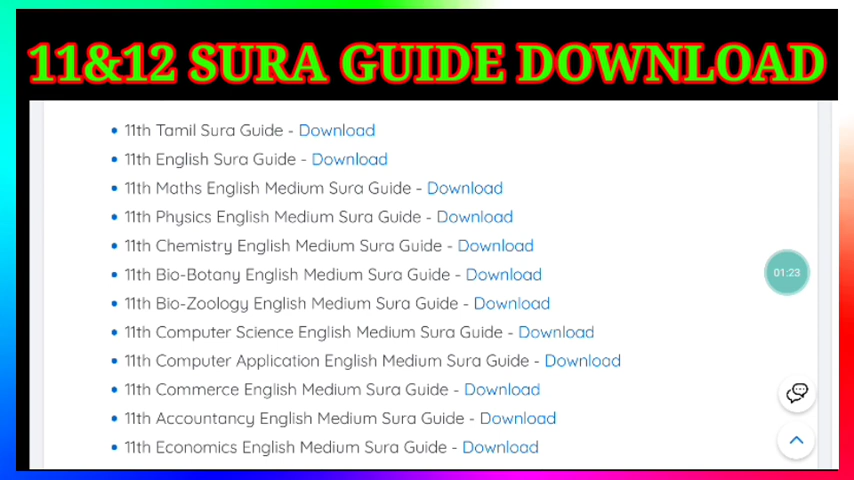 11&12 SURA GUIDE DOWNLOAD
11th Tamil Sura Guide - Download
11th English Sura Guide - Download
11th Maths English Medium Sura Guide - Download
11th Physics English Medium Sura Guide - Download
11th Chemistry English Medium Sura Guide - Download
11th Bio-Botany English Medium Sura Guide - Download
11th Bio-Zoology English Medium Sura Guide - Download
01:23
11th Computer Science English Medium Sura Guide - Download
11th Computer Application English Medium Sura Guide - Download
11th Commerce English Medium Sura Guide - Download
11th Accountancy English Medium Sura Guide - Download
11th Economics English Medium Sura Guide - Download